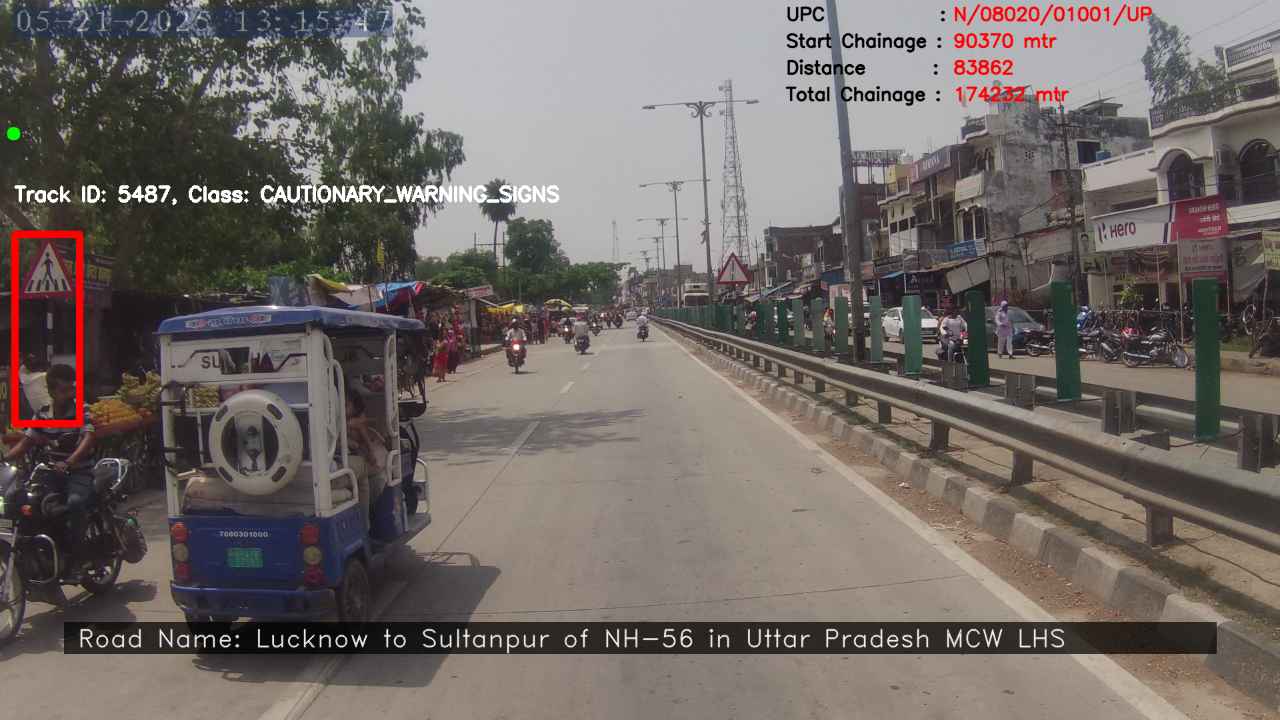 05-21-2025 13:15:47
UPC : N/08020/01001/UP
Start Chainage : 90370 mtr
Distance : 83862
Total Chainage : 174232 mtr
Track ID: 5487, Class: CAUTIONARY_WARNING_SIGNS
Hero
7080301000
Road Name: Lucknow to Sultanpur of NH-56 in Uttar Pradesh MCW LHS